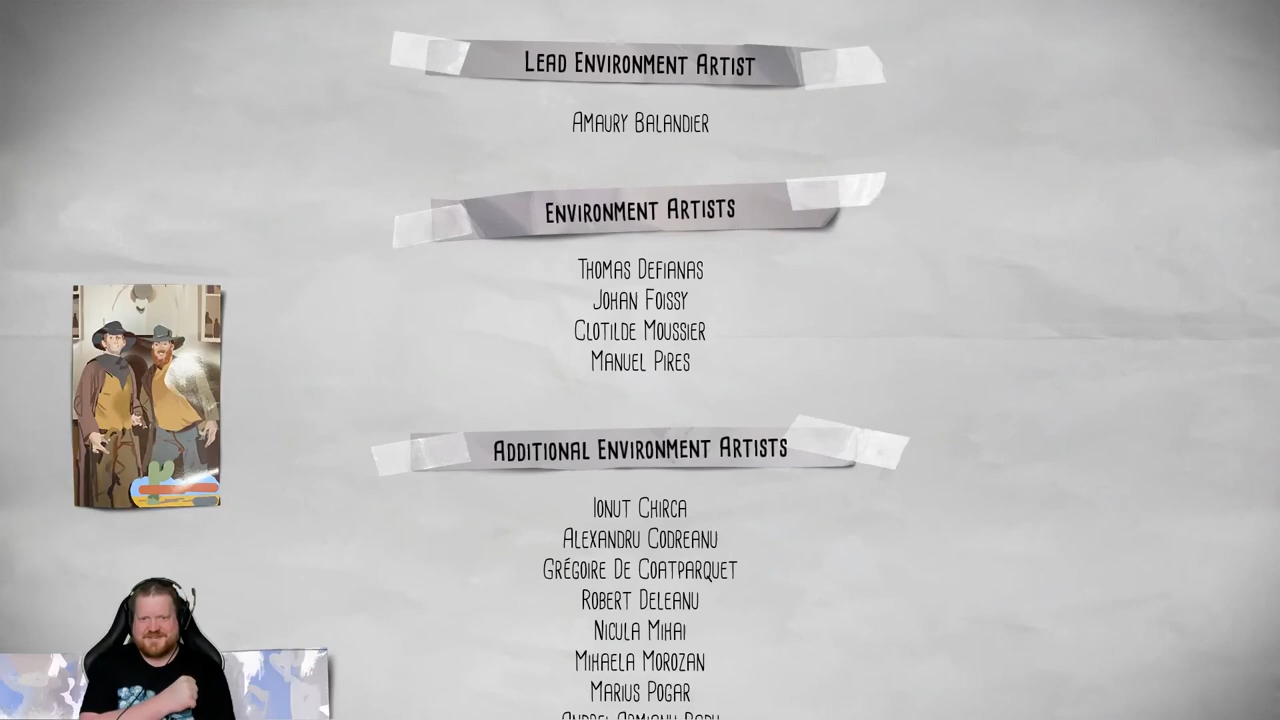 Lead Environment Artist
Amaury Balandier
Environment Artists
Thomas Defianas
Johan Foissy
Clotilde Moussier
Manuel Pires
Additional Environment Artists
Ionut Chirca
Alexandru Codreanu
Grégoire De Coatparquet
Robert Deleanu
Nicula Mihai
Mihaela Morozan
Marius Pogar